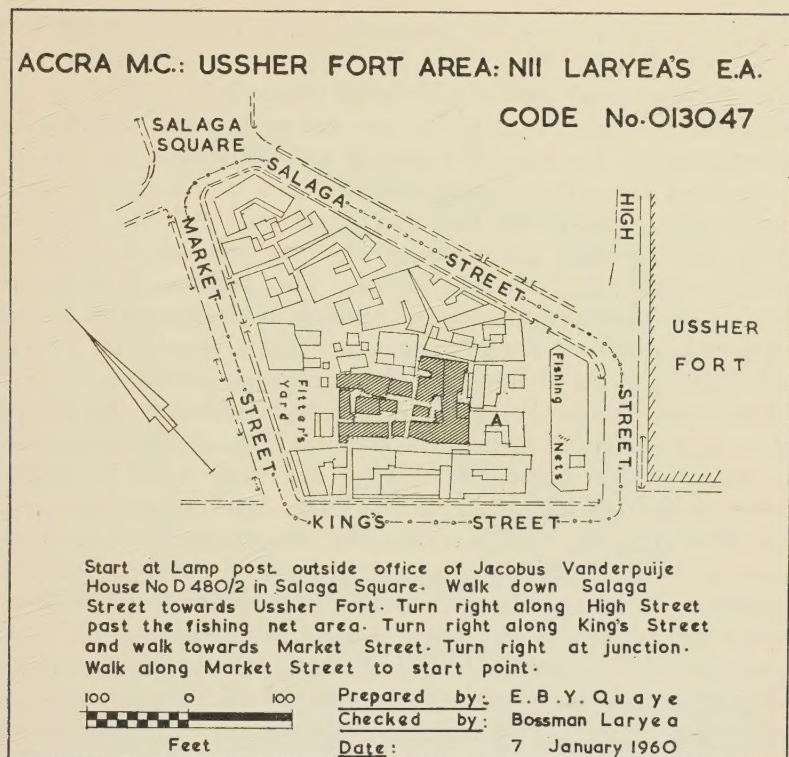 ACCRA M.C.: USSHER FORT AREA: NII LARYEA'S E.A.
CODE No. 013047
SALAGA
SQUARE
SALAGA STREET
HIGH STREET
MARKET STREET
USSHER
FORT
Fitter's
Yard
A
Fishing Nets
KING'S STREET
Start at Lamp post outside office of Jacobus Vanderpuije
House No D 480/2 in Salaga Square. Walk down Salaga
Street towards Ussher Fort. Turn right along High Street
past the fishing net area. Turn right along King's Street
and walk towards Market Street. Turn right at junction.
Walk along Market Street to start point.
100 0 100
Feet
Prepared by: E.B.Y. Quaye
Checked by: Bossman Laryea
Date: 7 January 1960